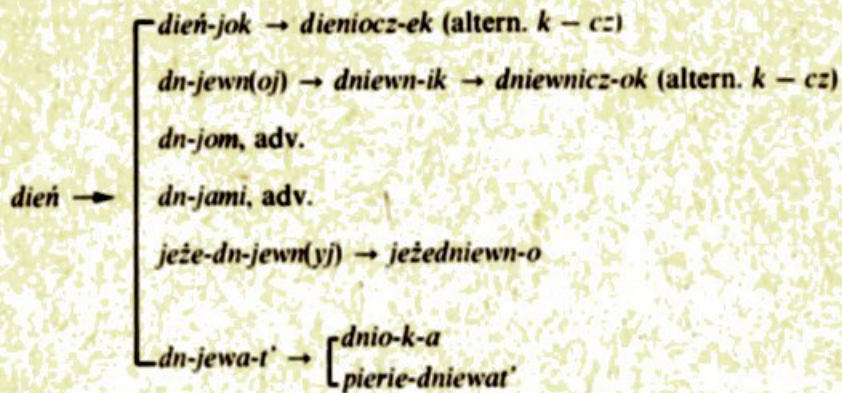 dień-jok → dieniocz-ek (altern. k – cz)
dn-jewn(oj) → dniewn-ik → dniewnicz-ok (altern. k – cz)
dn-jom, adv.
dień → dn-jami, adv.
jeże-dn-jewn(yj) → jeżedniewn-o
dn-jewa-t' → dnio-k-a
pierie-dniewat'